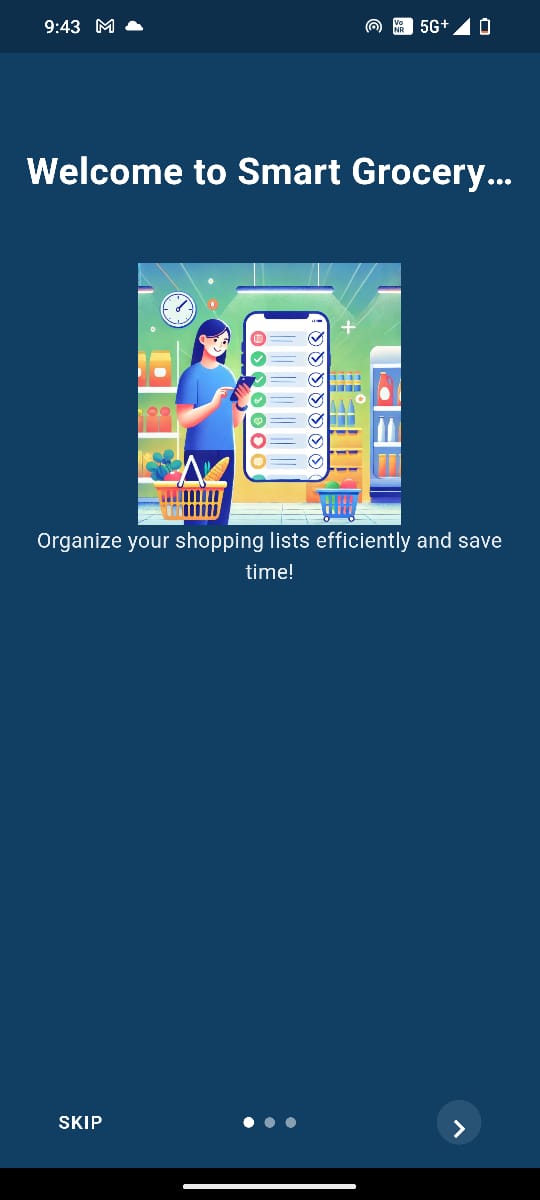 9:43
Vo
NR
5G+
Welcome to Smart Grocery...
Organize your shopping lists efficiently and save
time!
SKIP